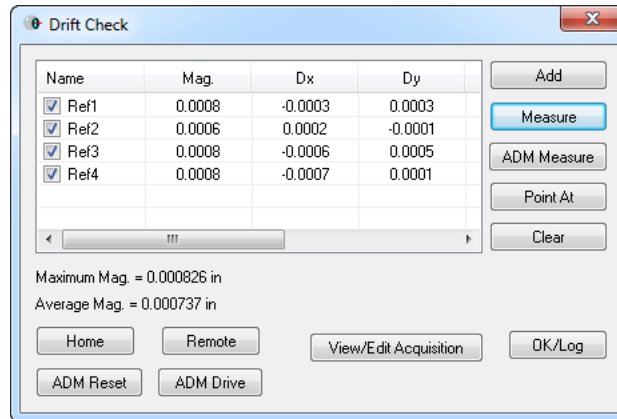 Drift Check
Name Mag. Dx Dy
Ref1 0.0008 -0.0003 0.0003
Ref2 0.0006 0.0002 -0.0001
Ref3 0.0008 -0.0006 0.0005
Ref4 0.0008 -0.0007 0.0001
Add
Measure
ADM Measure
Point At
Clear
Maximum Mag. = 0.000826 in
Average Mag. = 0.000737 in
Home Remote View/Edit Acquisition OK/Log
ADM Reset ADM Drive